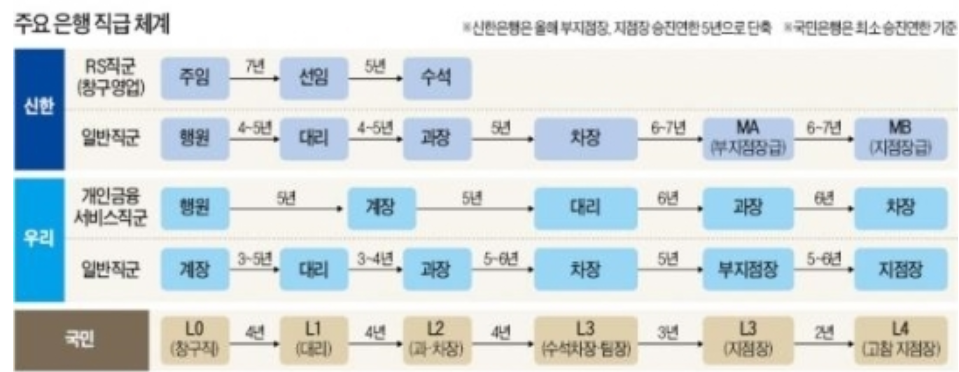 주요 은행 직급 체계
※신한은행은 올해 부지점장, 지점장 승진연한 5년으로 단축 ※국민은행은 최소 승진연한 기준
신한
RS직군
(창구영업)
주임 7년 선임 5년 수석
일반직군
행원 4~5년 대리 4~5년 과장 5년 차장 6~7년 MA 6~7년 MB
(부지점장급) (지점장급)
우리
개인금융
서비스직군
행원 5년 계장 5년 대리 6년 과장 6년 차장
일반직군
계장 3~5년 대리 3~4년 과장 5~6년 차장 5년 부지점장 5~6년 지점장
국민
L0 4년 L1 4년 L2 4년 L3 3년 L3 2년 L4
(창구직) (대리) (과·차장) (수석차장·팀장) (지점장) (고참 지점장)